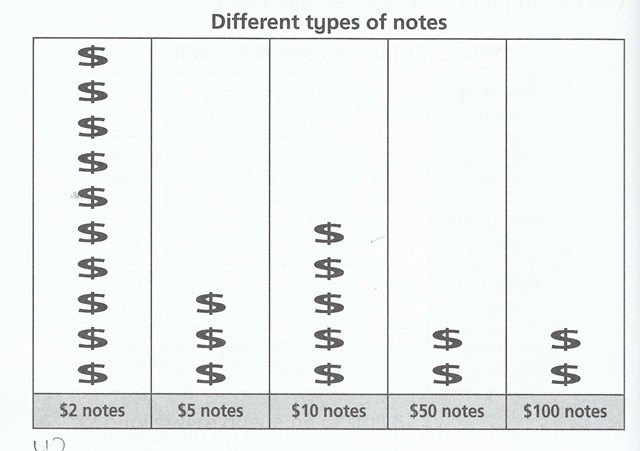 Different types of notes
$ 
$ 
$ 
$ 
$ 
$ $
$ $
$ $ $
$ $ $ $ $
$ $ $ $ $
$2 notes $5 notes $10 notes $50 notes $100 notes